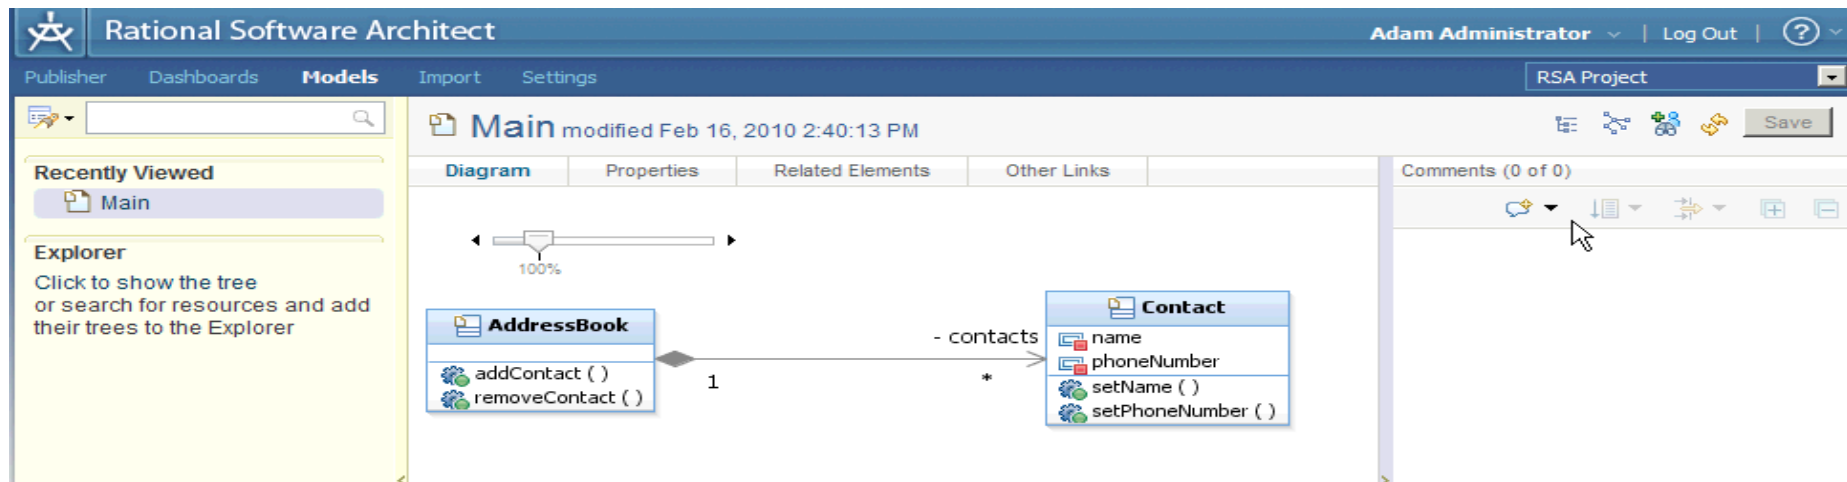 Rational Software Architect
Adam Administrator | Log Out | ?
Publisher Dashboards Models Import Settings
RSA Project
Main modified Feb 16, 2010 2:40:13 PM
Save
Recently Viewed
Main
Explorer
Click to show the tree
or search for resources and add
their trees to the Explorer
Diagram Properties Related Elements Other Links
Comments (0 of 0)
100%
AddressBook
addContact ( )
removeContact ( )
1
- contacts
*
Contact
name
phoneNumber
setName ( )
setPhoneNumber ( )